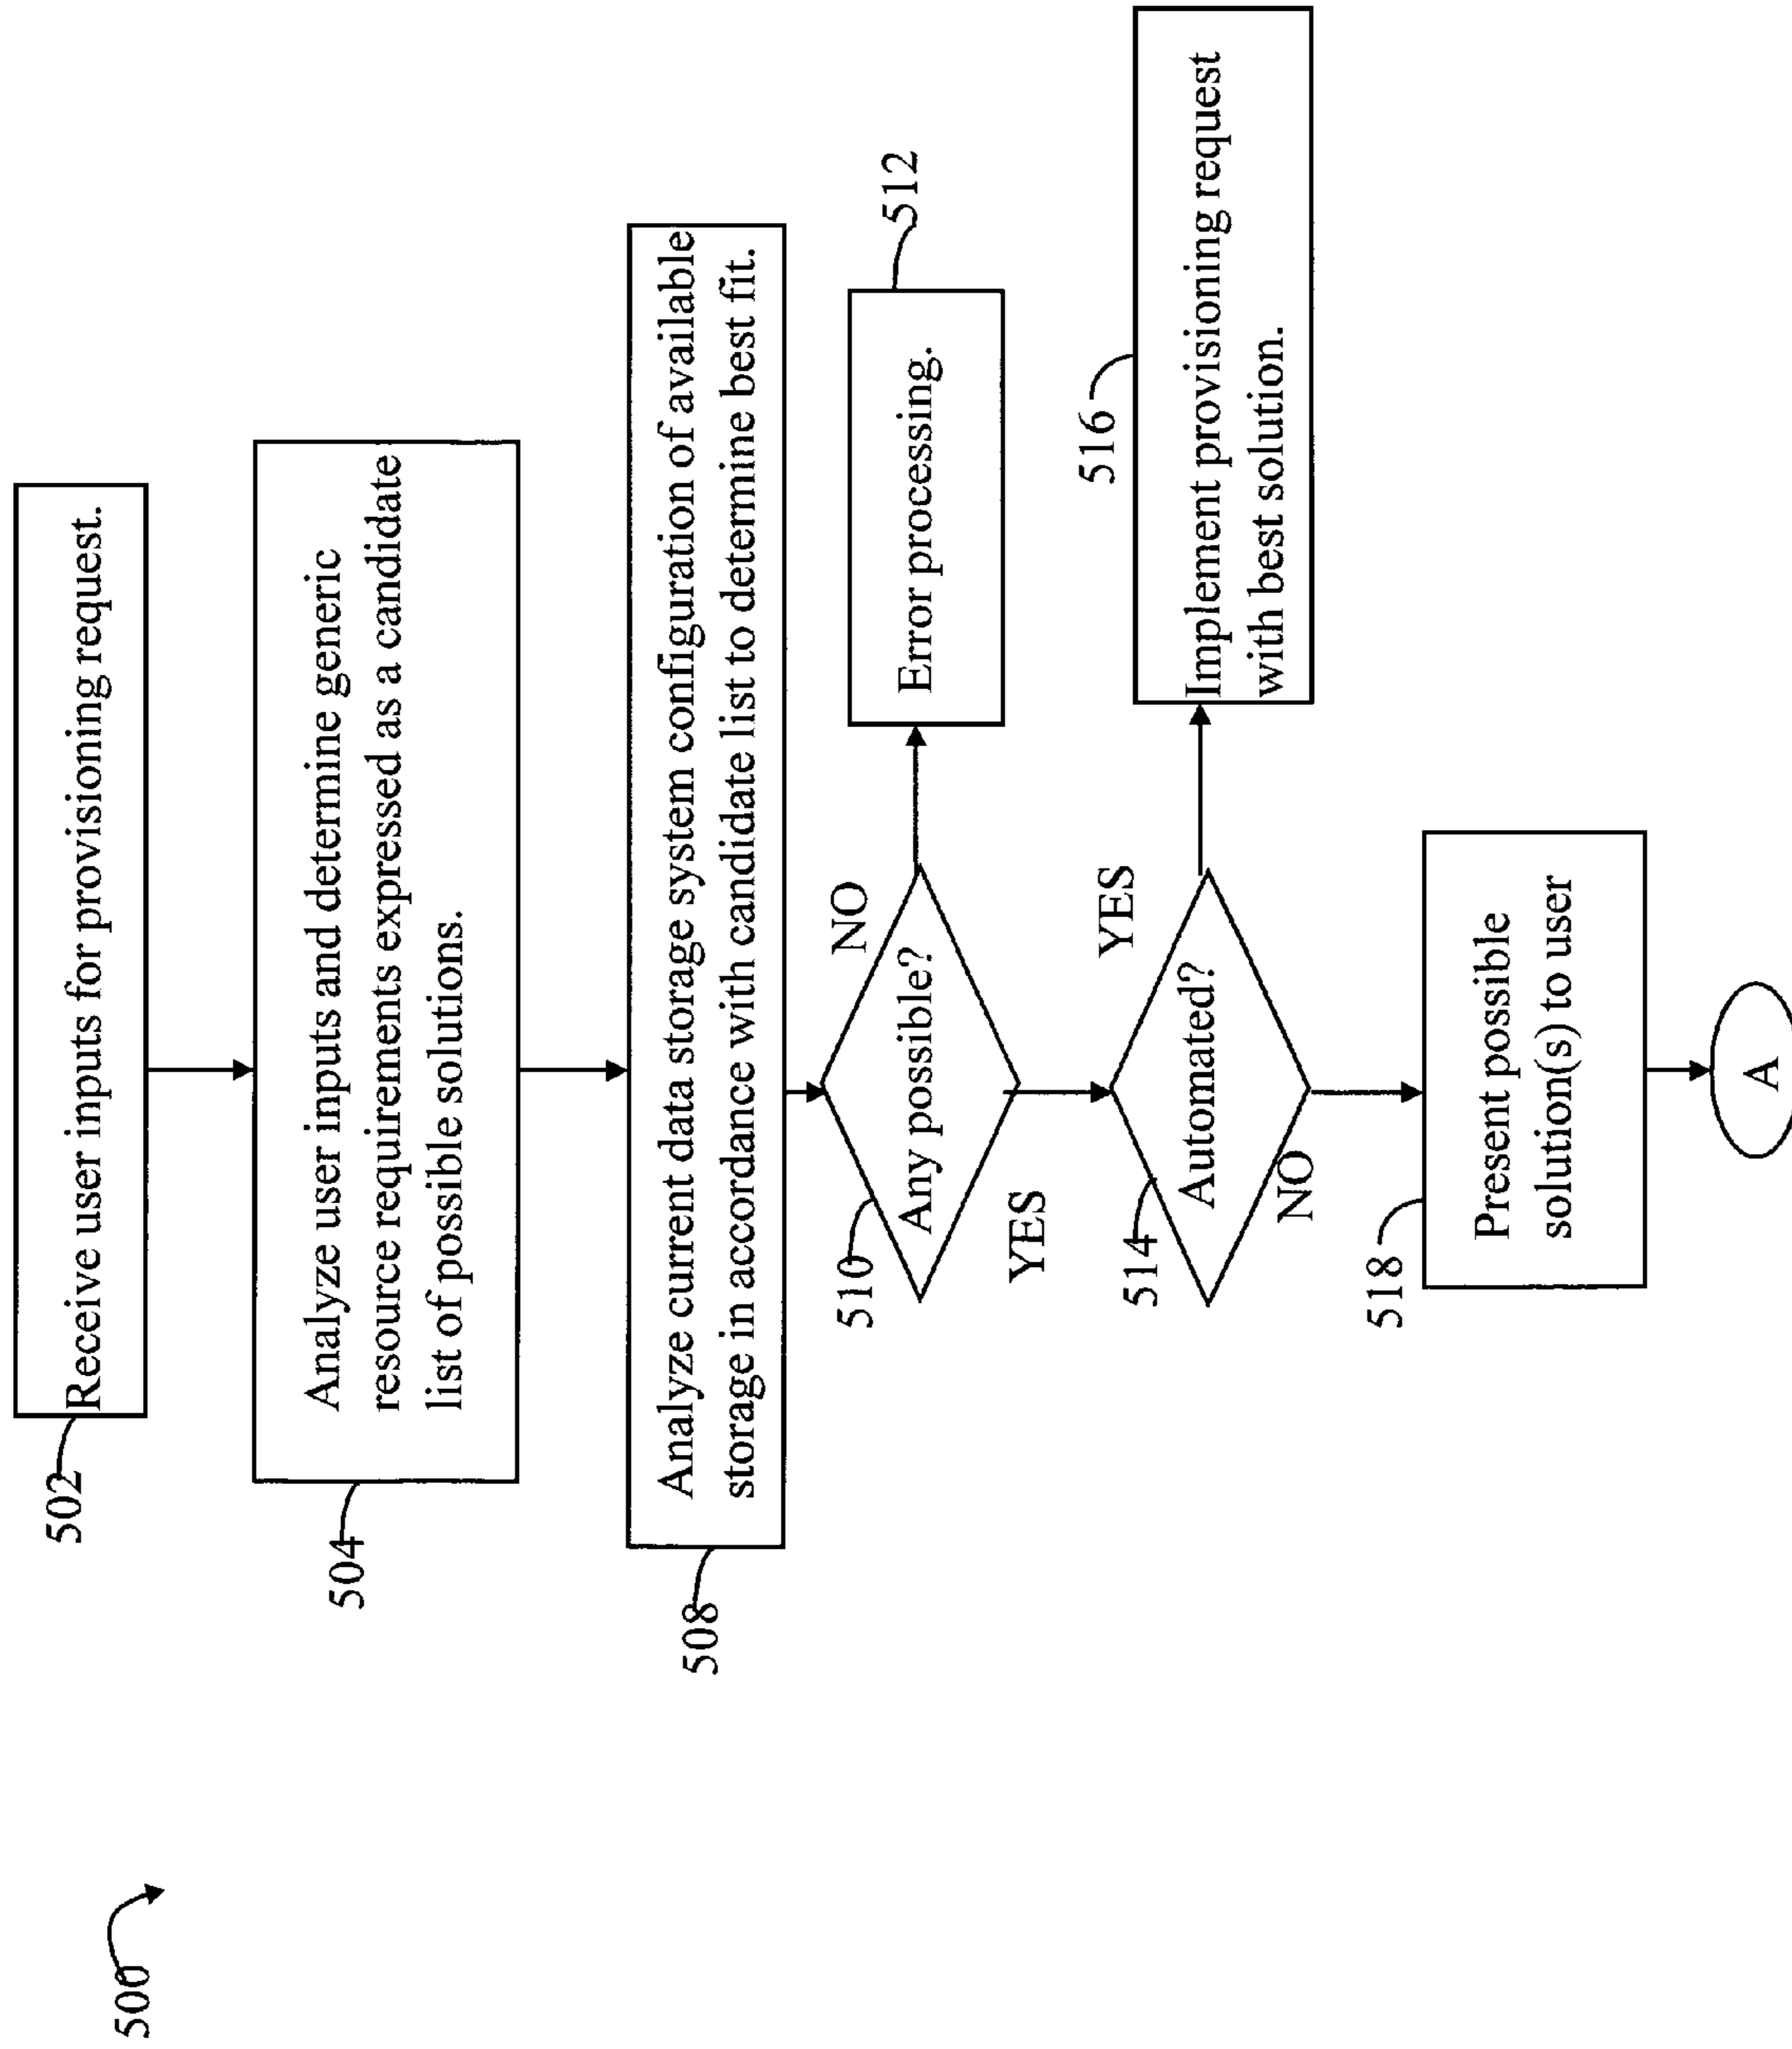 500
502
Receive user inputs for provisioning request.
504
Analyze user inputs and determine generic
resource requirements expressed as a candidate
list of possible solutions.
508
Analyze current data storage system configuration of available
storage in accordance with candidate list to determine best fit.
510
Any possible?
NO
512
Error processing.
YES
514
Automated?
YES
516
Implement provisioning request
with best solution.
NO
518
Present possible
solution(s) to user
A